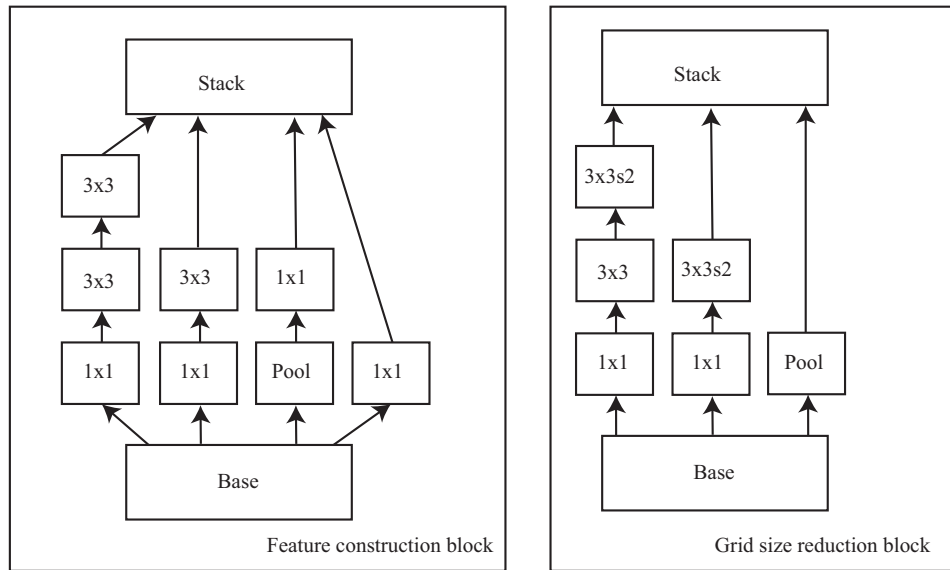 Stack
3x3
3x3
3x3
1x1
1x1
1x1
Pool
1x1
Base
Feature construction block
Stack
3x3s2
3x3
3x3s2
1x1
1x1
Pool
Base
Grid size reduction block